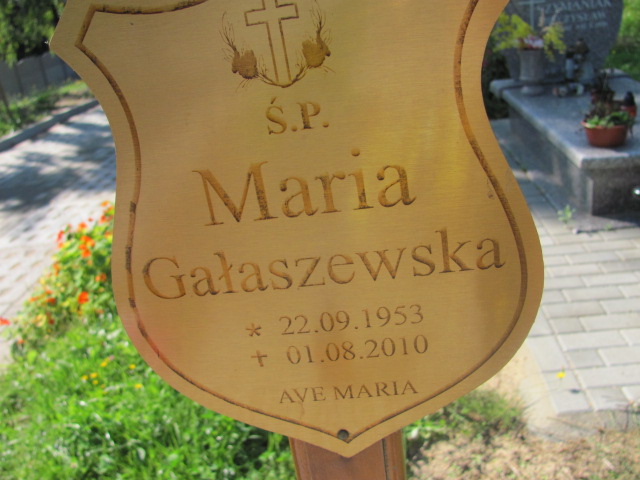 Ś.P.
Maria
Gałaszewska
* 22.09.1953
✝ 01.08.2010
AVE MARIA